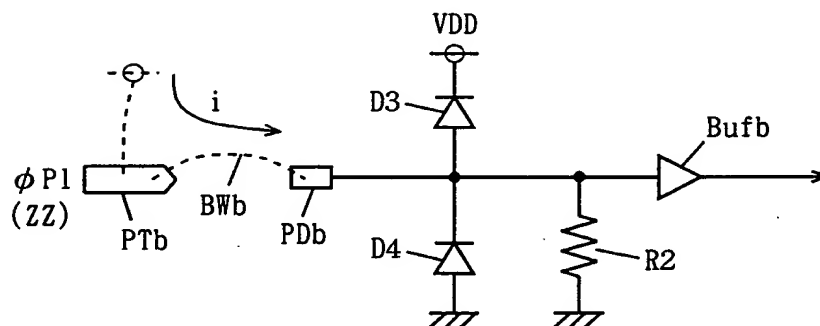 VDD
D3
i
Bufb
φP1
(ZZ)
PTb
BWb
PDb
D4
R2